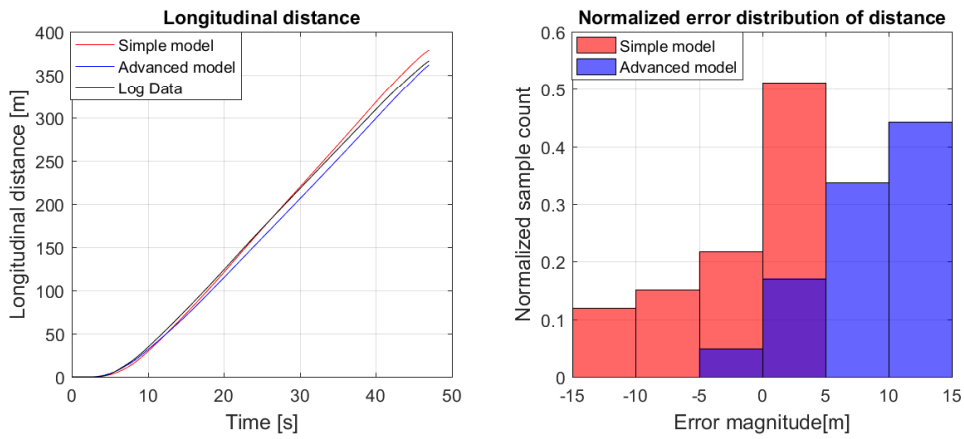 Longitudinal distance
Simple model
Advanced model
Log Data
Longitudinal distance [m]
400
350
300
250
200
150
100
50
0
0 10 20 30 40 50
Time [s]
Normalized error distribution of distance
Simple model
Advanced model
Normalized sample count
0.6
0.5
0.4
0.3
0.2
0.1
0
-15 -10 -5 0 5 10 15
Error magnitude[m]